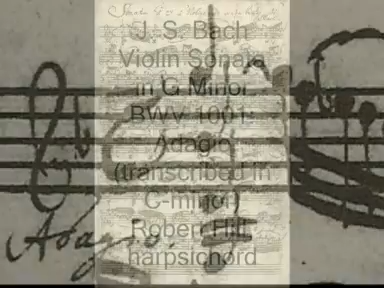 J. S. Bach
Violin Sonata
in G Minor
BWV 1001:
Adagio
(transcribed in
C-minor)
Robert Hill,
harpsichord
Adagio.